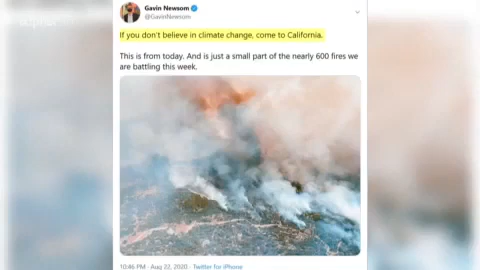 Gavin Newsom
@GavinNewsom
If you don't believe in climate change, come to California.
This is from today. And is just a small part of the nearly 600 fires we
are battling this week.
10:46 PM · Aug 22, 2020 · Twitter for iPhone